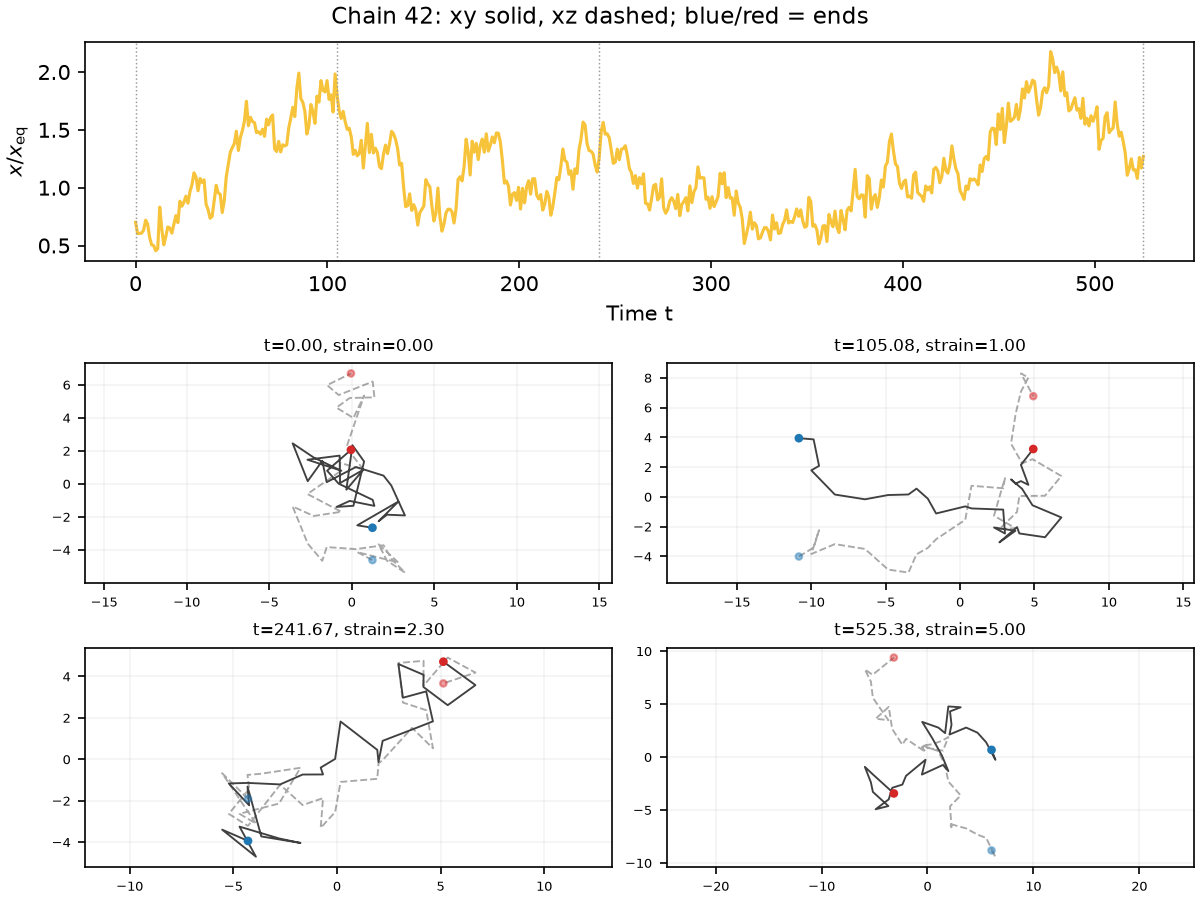 Chain 42: xy solid, xz dashed; blue/red = ends
x/x_eq
2.0
1.5
1.0
0.5
0 100 200 300 400 500
Time t
t=0.00, strain=0.00
6
4
2
0
−2
−4
−15 −10 −5 0 5 10 15
t=105.08, strain=1.00
8
6
4
2
0
−2
−4
−15 −10 −5 0 5 10 15
t=241.67, strain=2.30
4
2
0
−2
−4
−10 −5 0 5 10
t=525.38, strain=5.00
10
5
0
−5
−10
−20 −10 0 10 20